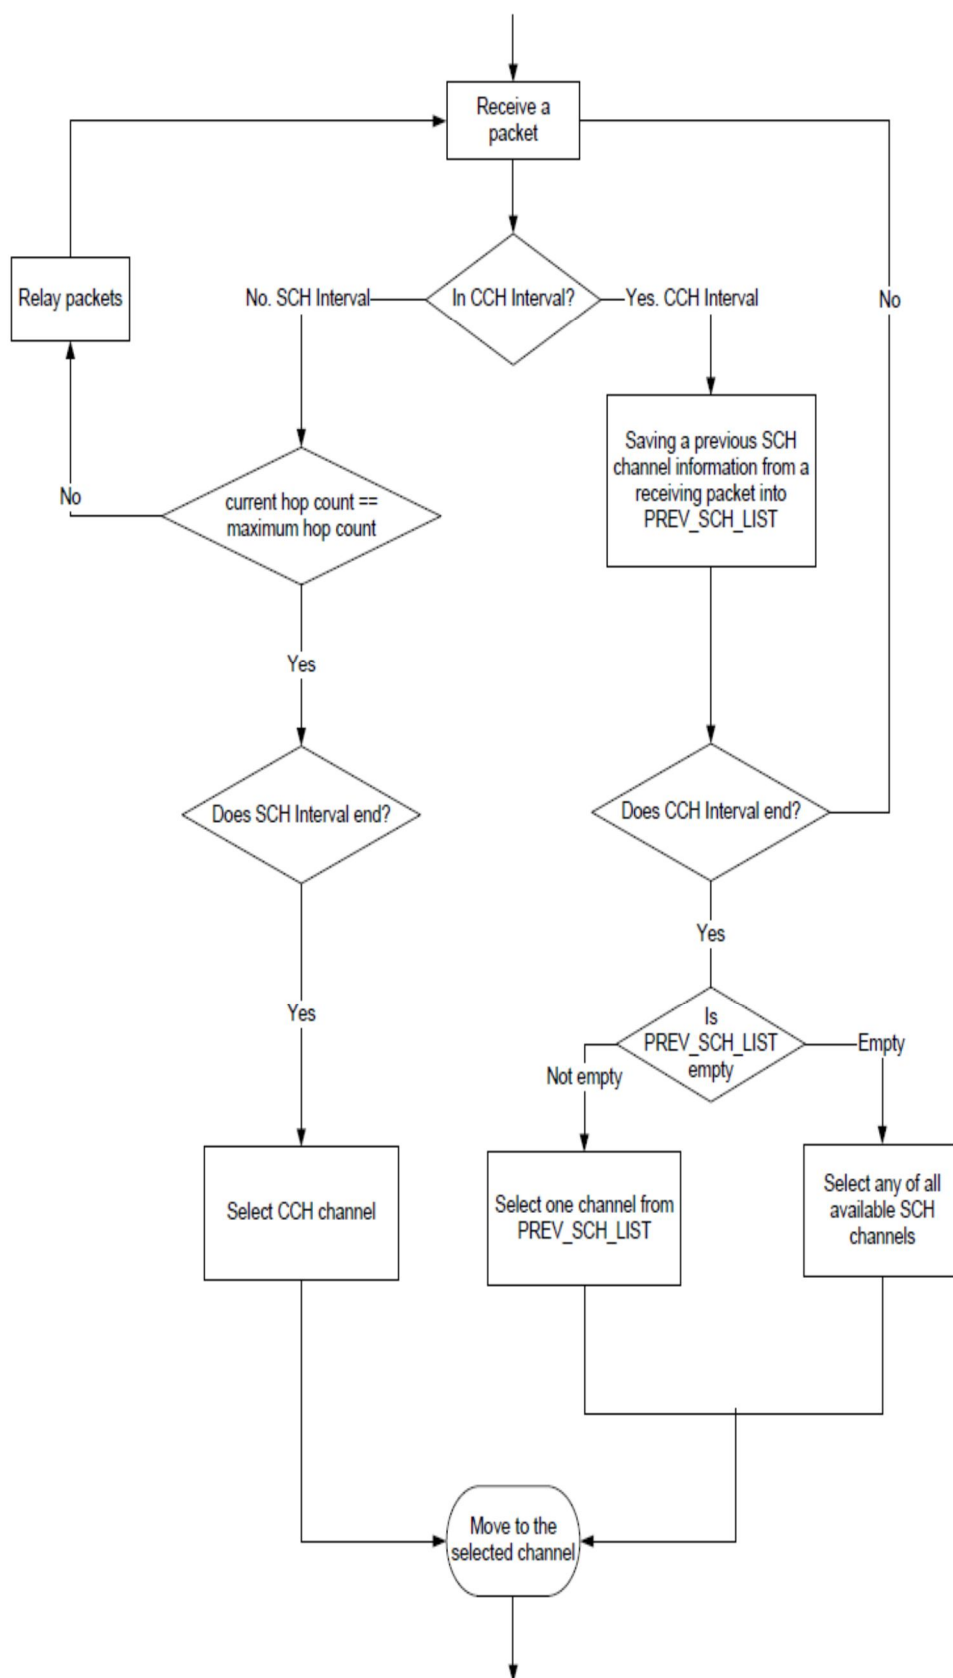 Receive a
packet
Relay packets
No. SCH Interval
In CCH Interval?
Yes. CCH Interval
No
Saving a previous SCH
channel information from a
receiving packet into
PREV_SCH_LIST
No
current hop count ==
maximum hop count
Yes
Does SCH Interval end?
Does CCH Interval end?
Yes
Yes
Is
PREV_SCH_LIST
empty
Not empty
Empty
Select CCH channel
Select one channel from
PREV_SCH_LIST
Select any of all
available SCH
channels
Move to the
selected channel